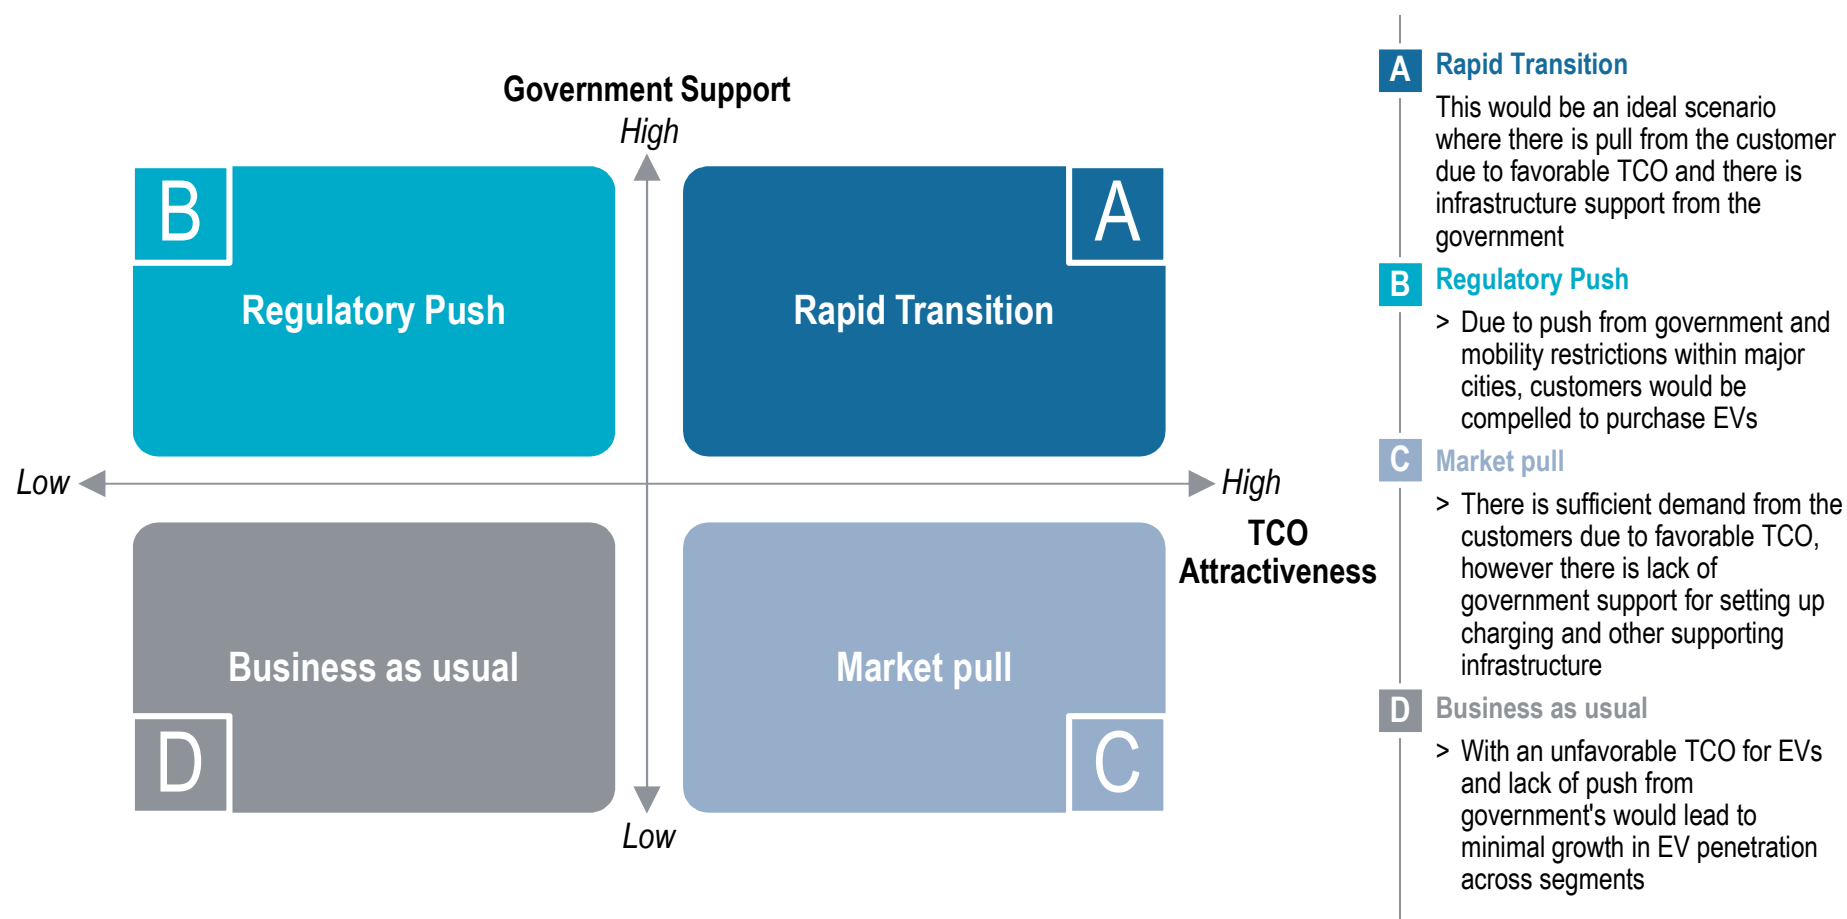 Government Support
High
B
A
Regulatory Push
Rapid Transition
Low
High
TCO
Attractiveness
Business as usual
Market pull
D
C
Low
A
Rapid Transition
This would be an ideal scenario
where there is pull from the customer
due to favorable TCO and there is
infrastructure support from the
government
B
Regulatory Push
> Due to push from government and
mobility restrictions within major
cities, customers would be
compelled to purchase EVs
C
Market pull
> There is sufficient demand from the
customers due to favorable TCO,
however there is lack of
government support for setting up
charging and other supporting
infrastructure
D
Business as usual
> With an unfavorable TCO for EVs
and lack of push from
government's would lead to
minimal growth in EV penetration
across segments